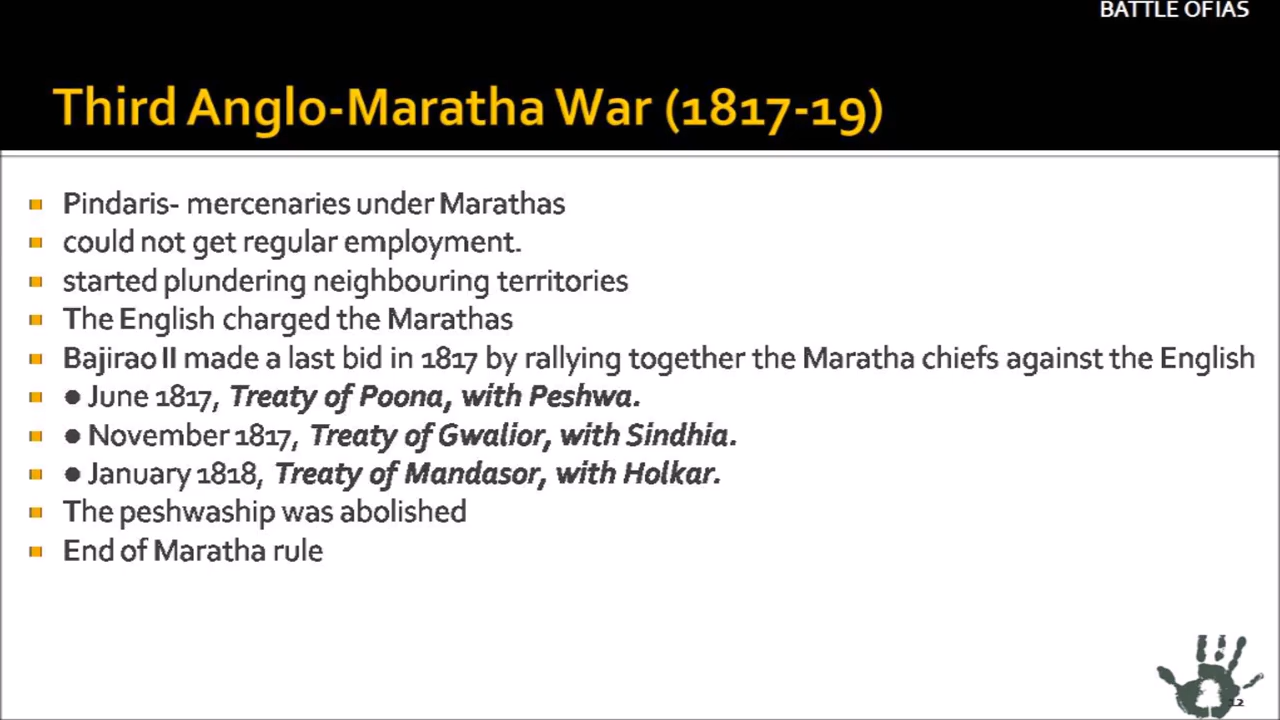 BATTLE OF IAS
Third Anglo-Maratha War (1817-19)
Pindaris- mercenaries under Marathas
could not get regular employment.
started plundering neighbouring territories
The English charged the Marathas
Bajirao II made a last bid in 1817 by rallying together the Maratha chiefs against the English
● June 1817, Treaty of Poona, with Peshwa.
● November 1817, Treaty of Gwalior, with Sindhia.
● January 1818, Treaty of Mandasor, with Holkar.
The peshwaship was abolished
End of Maratha rule
12